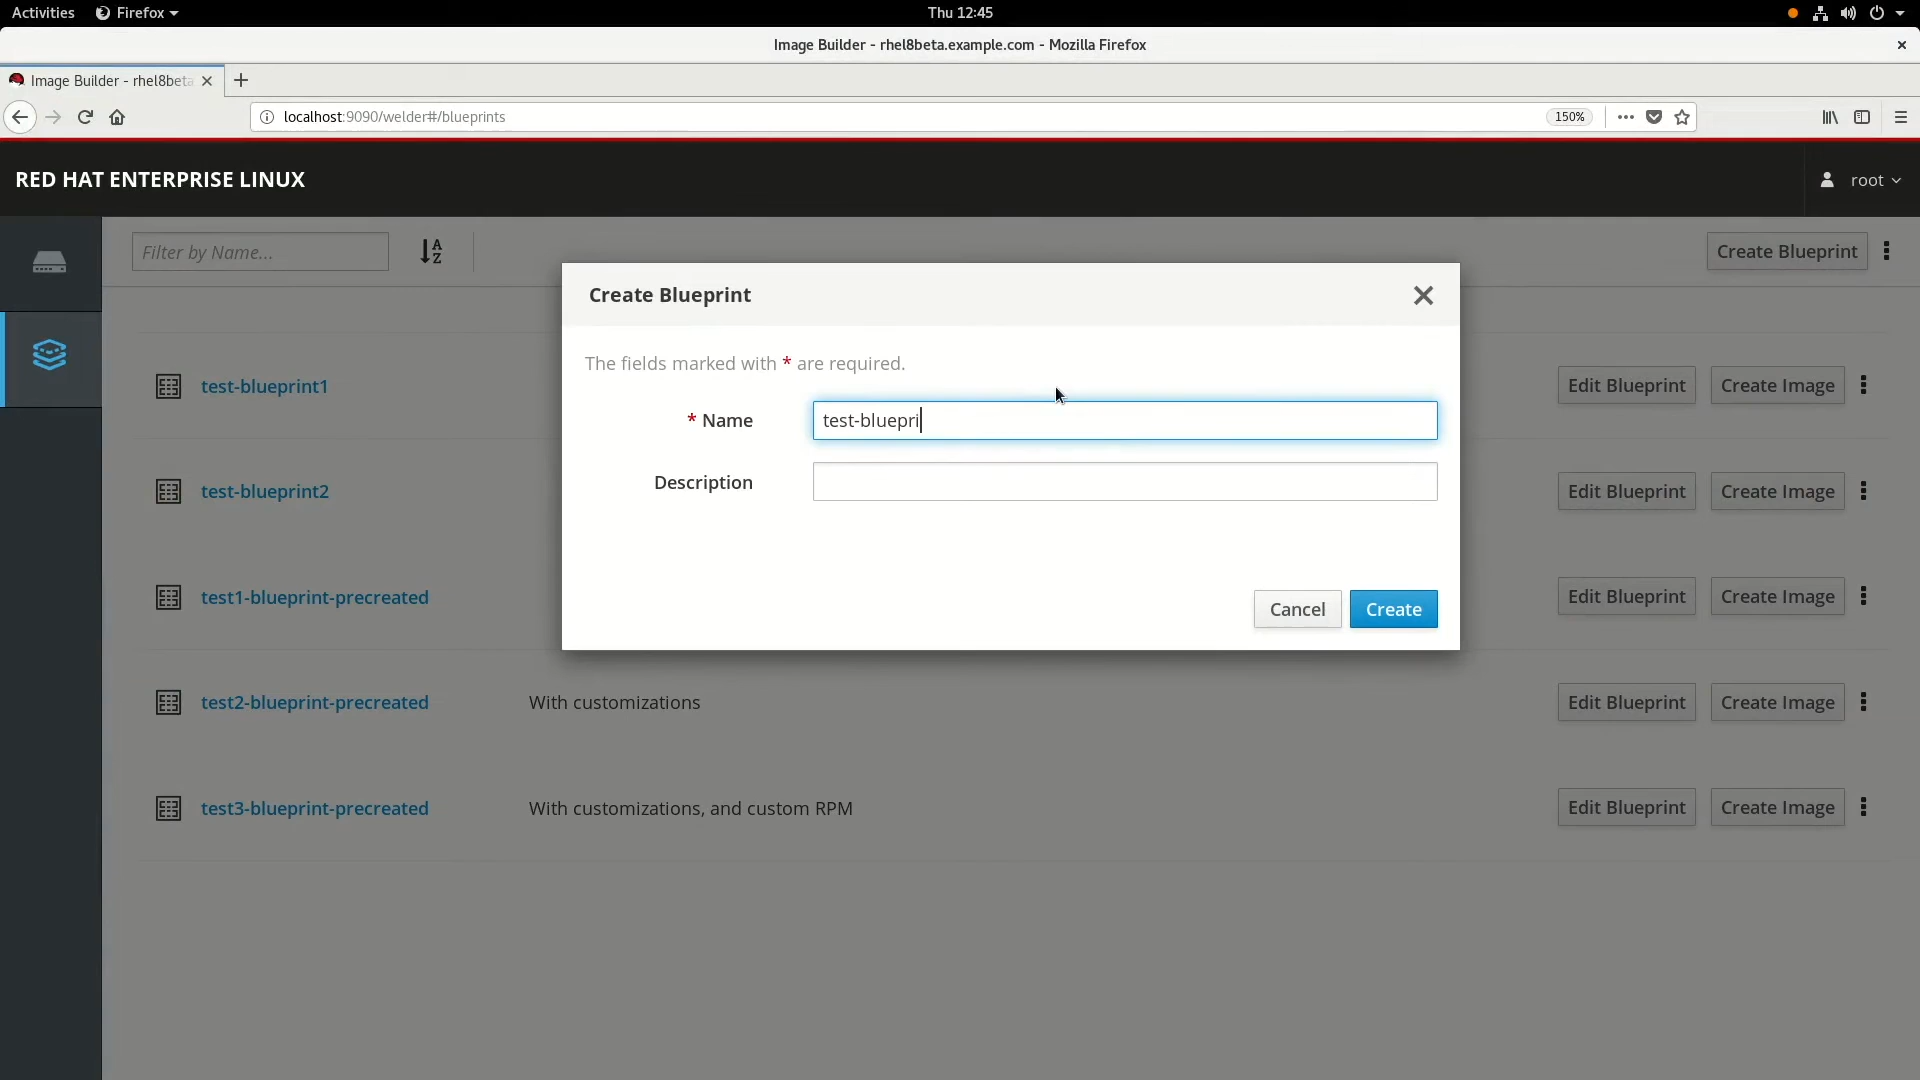 Activities Firefox Thu 12:45
Image Builder - rhel8beta.example.com - Mozilla Firefox
Image Builder - rhel8beta
localhost:9090/welder#/blueprints 150%
RED HAT ENTERPRISE LINUX root
Filter by Name... Create Blueprint
Create Blueprint
The fields marked with * are required.
* Name test-bluepri
Description
Cancel Create
test-blueprint1 Edit Blueprint Create Image
test-blueprint2 Edit Blueprint Create Image
test1-blueprint-precreated Edit Blueprint Create Image
test2-blueprint-precreated With customizations Edit Blueprint Create Image
test3-blueprint-precreated With customizations, and custom RPM Edit Blueprint Create Image